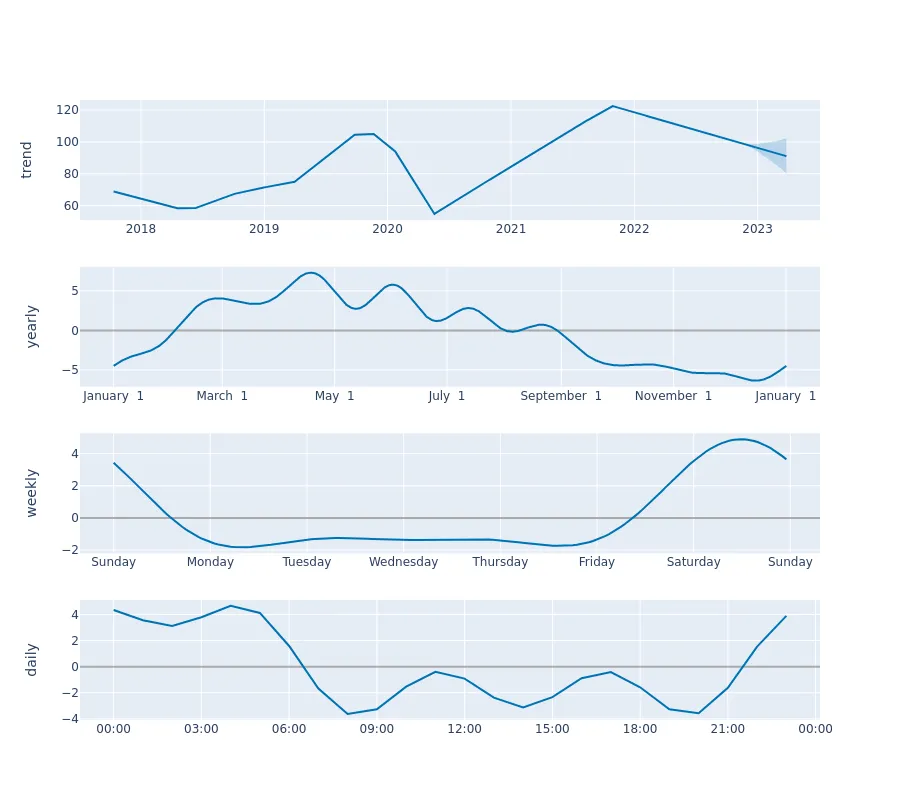 trend
120
100
80
60
2018 2019 2020 2021 2022 2023
yearly
5
0
−5
January 1 March 1 May 1 July 1 September 1 November 1 January 1
weekly
4
2
0
−2
Sunday Monday Tuesday Wednesday Thursday Friday Saturday Sunday
daily
4
2
0
−2
−4
00:00 03:00 06:00 09:00 12:00 15:00 18:00 21:00 00:00